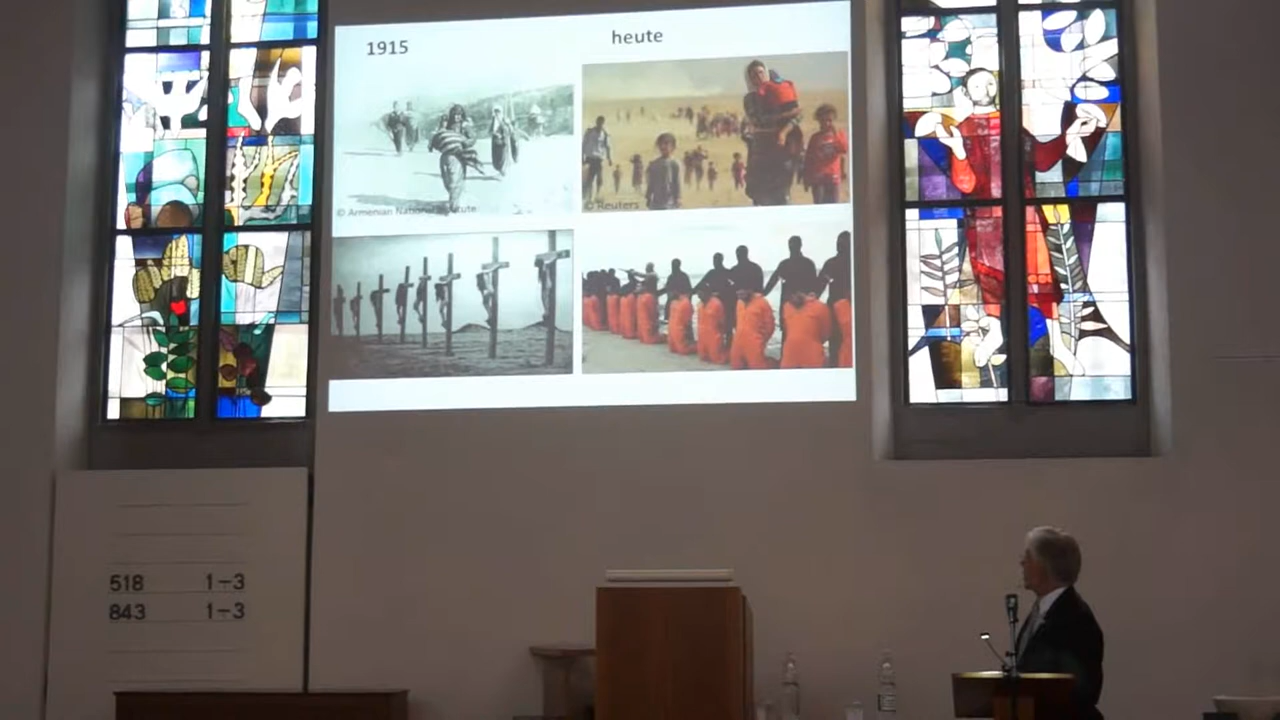 1915
heute
© Armenian National Institute
© Reuters
518 1-3
843 1-3